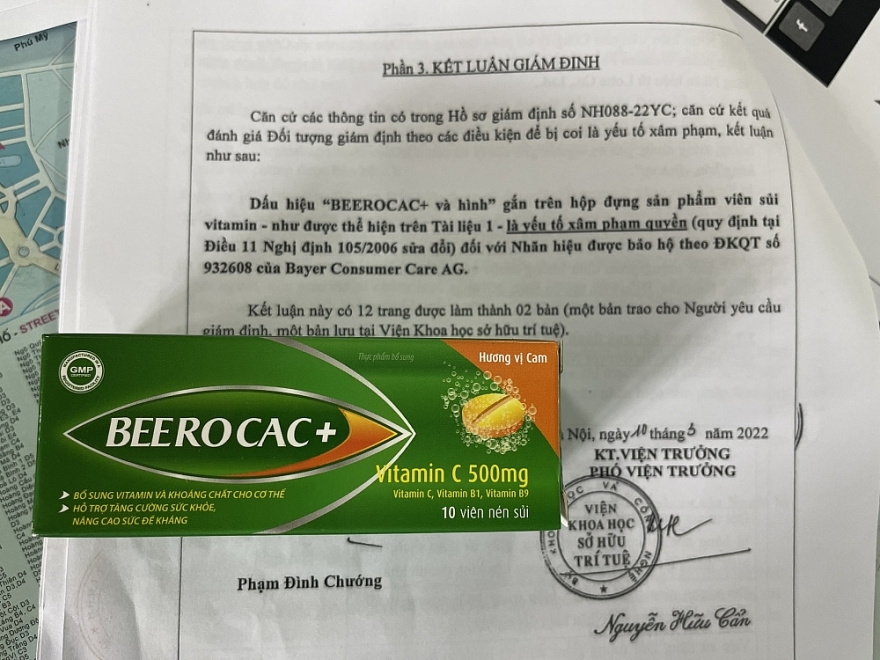 Phú Mỹ
Phần 3. KẾT LUẬN GIÁM ĐỊNH
Căn cứ các thông tin có trong Hồ sơ giám định số NH088-22YC; căn cứ kết quả
đánh giá Đối tượng giám định theo các điều kiện để bị coi là yếu tố xâm phạm, kết luận
như sau:
Dấu hiệu “BEEROCAC+ và hình” gắn trên hộp đựng sản phẩm viên sủi
vitamin - như được thể hiện trên Tài liệu 1 - là yếu tố xâm phạm quyền (quy định tại
Điều 11 Nghị định 105/2006 sửa đổi) đối với Nhãn hiệu được bảo hộ theo ĐKQT số
932608 của Bayer Consumer Care AG.
Kết luận này có 12 trang được làm thành 02 bản (một bản trao cho Người yêu cầu
giám định, một bản lưu tại Viện Khoa học sở hữu trí tuệ).
STREE
GMP
CERTIFIED
Thực phẩm bổ sung
Hương vị Cam
BEEROCAC+
Vitamin C 500mg
Vitamin C, Vitamin B1, Vitamin B9
10 viên nén sủi
BỔ SUNG VITAMIN VÀ KHOÁNG CHẤT CHO CƠ THỂ
HỖ TRỢ TĂNG CƯỜNG SỨC KHỎE,
NÂNG CAO SỨC ĐỀ KHÁNG
Nội, ngày 10 tháng 5 năm 2022
KT.VIỆN TRƯỞNG
PHÓ VIỆN TRƯỞNG
VIỆN
KHOA HỌC
SỞ HỮU
TRÍ TUỆ
Phạm Đình Chướng
Nguyễn Hữu Cẩn